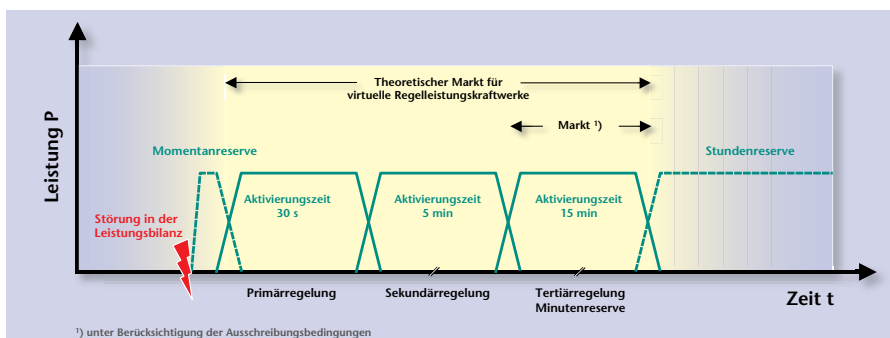 Leistung P
Theoretischer Markt für
virtuelle Regelleistungskraftwerke
Markt ¹)
Momentanreserve
Stundenreserve
Aktivierungszeit
30 s
Aktivierungszeit
5 min
Aktivierungszeit
15 min
Störung in der
Leistungsbilanz
Primärregelung
Sekundärregelung
Tertiärregelung
Minutenreserve
Zeit t
¹) unter Berücksichtigung der Ausschreibungsbedingungen